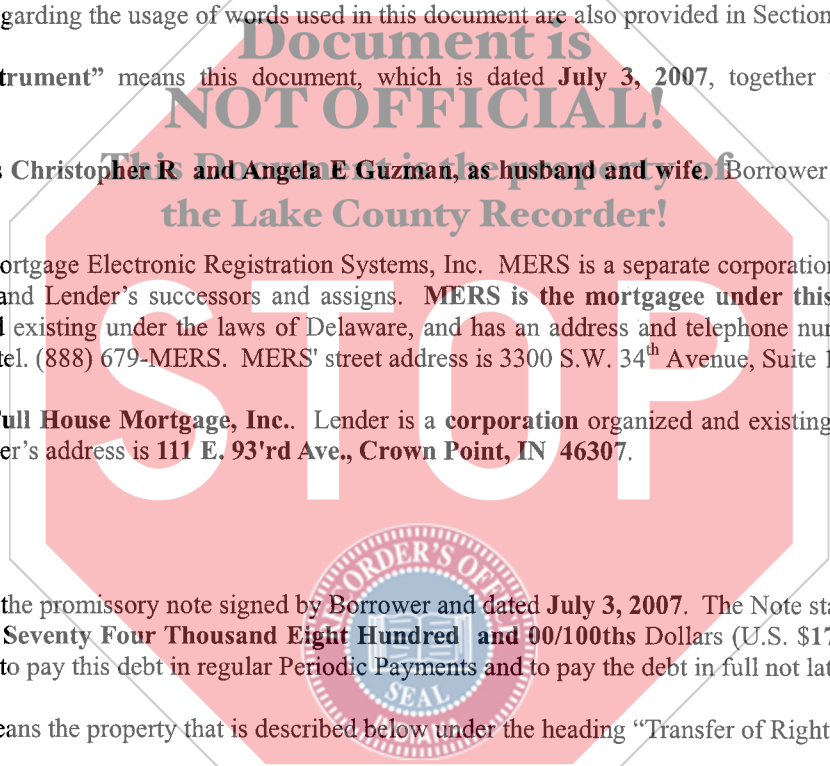 garding the usage of words used in this document are also provided in Section
Document is
trument” means this document, which is dated July 3, 2007, together
NOT OFFICIAL!
This Document is the property of
s Christopher R and Angela E Guzman, as husband and wife. Borrower
the Lake County Recorder!
ortgage Electronic Registration Systems, Inc. MERS is a separate corporation
and Lender’s successors and assigns. MERS is the mortgagee under this
d existing under the laws of Delaware, and has an address and telephone nu
tel. (888) 679-MERS. MERS' street address is 3300 S.W. 34th Avenue, Suite 1
STOP
ull House Mortgage, Inc.. Lender is a corporation organized and existing
er’s address is 111 E. 93'rd Ave., Crown Point, IN 46307.
RECORDER'S OFFICE
the promissory note signed by Borrower and dated July 3, 2007. The Note sta
Seventy Four Thousand Eight Hundred and 00/100ths Dollars (U.S. $17
to pay this debt in regular Periodic Payments and to pay the debt in full not lat
SEAL
INDIANA
eans the property that is described below under the heading “Transfer of Right